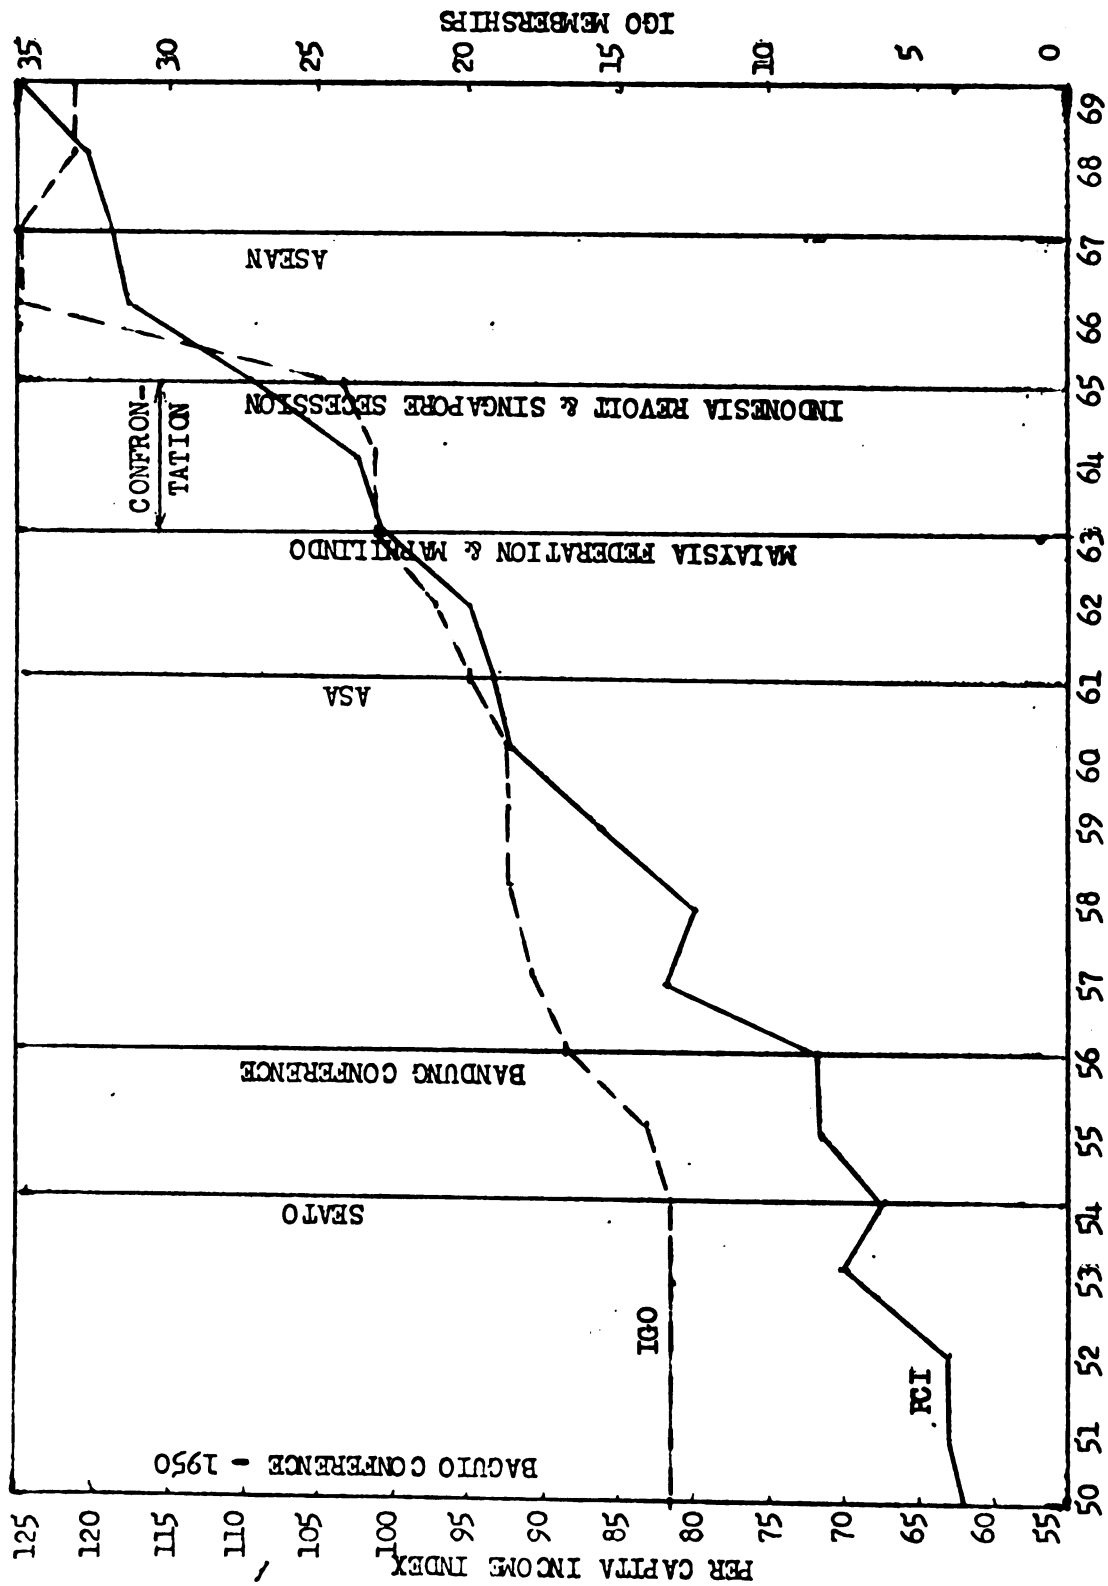 PER CAPITA INCOME INDEX
125
120
115
110
105
100
95
90
85
80
75
70
65
60
55
BAGUIO CONFERENCE - 1950
SEATO
BANDUNG CONFERENCE
ASA
MALAYSIA FEDERATION & MAPHILINDO
CONFRON-
TATION
INDONESIA REVOLT & SINGAPORE SECESSION
ASEAN
IGO
PCI
IGO MEMBERSHIPS
35
30
25
20
15
10
5
0
50 51 52 53 54 55 56 57 58 59 60 61 62 63 64 65 66 67 68 69